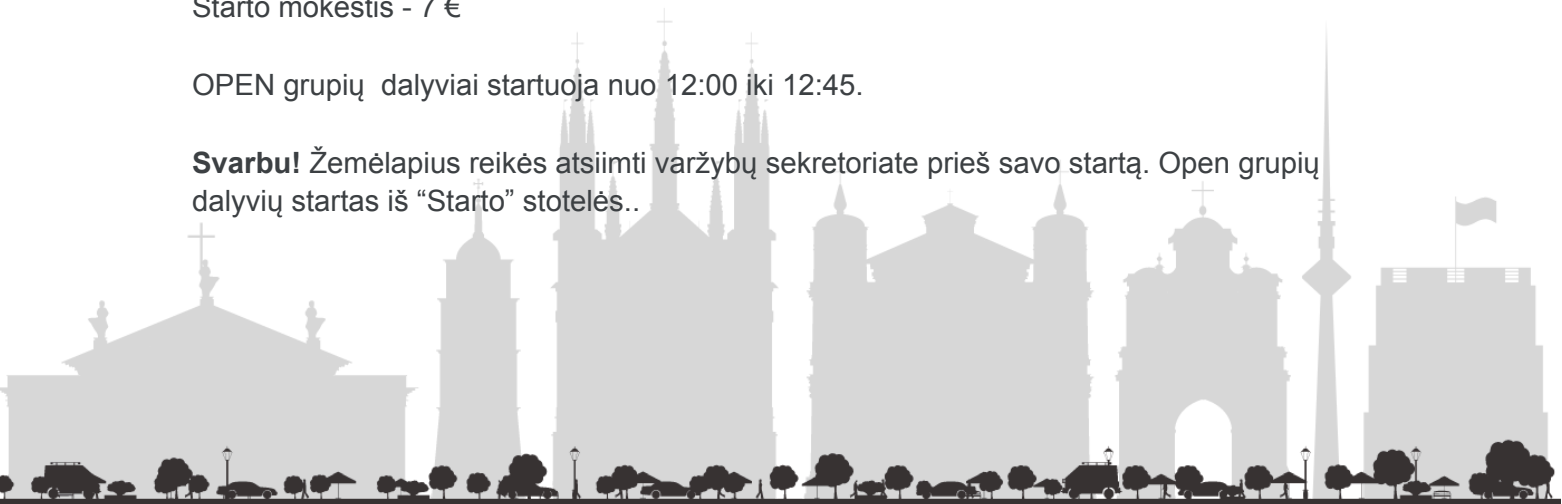 Starto mokestis - 7 €
OPEN grupių  dalyviai startuoja nuo 12:00 iki 12:45.
Svarbu! Žemėlapius reikės atsiimti varžybų sekretoriate prieš savo startą. Open grupių
dalyvių startas iš “Starto” stotelės..